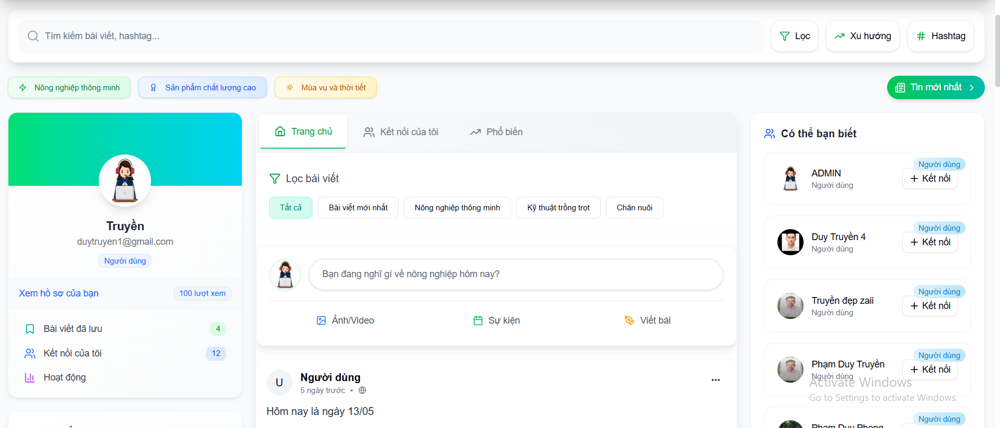 Tìm kiếm bài viết, hashtag...
Lọc
Xu hướng
Hashtag
Nông nghiệp thông minh
Sản phẩm chất lượng cao
Mùa vụ và thời tiết
Tin mới nhất
Truyền
duytruyen1@gmail.com
Người dùng
Xem hồ sơ của bạn
100 lượt xem
Bài viết đã lưu
4
Kết nối của tôi
12
Hoạt động
Trang chủ
Kết nối của tôi
Phổ biến
Lọc bài viết
Tất cả
Bài viết mới nhất
Nông nghiệp thông minh
Kỹ thuật trồng trọt
Chăn nuôi
Bạn đang nghĩ gì về nông nghiệp hôm nay?
Ảnh/Video
Sự kiện
Viết bài
U
Người dùng
5 ngày trước •
Hôm nay là ngày 13/05
Có thể bạn biết
ADMIN
Người dùng
Người dùng
+ Kết nối
Duy Truyền 4
Người dùng
Người dùng
+ Kết nối
Truyền đẹp zaii
Người dùng
Người dùng
+ Kết nối
Phạm Duy Truyền
Người dùng
Người dùng
+ Kết nối
Phạm Duy Phong
Người dùng
Activate Windows
Go to Settings to activate Windows.